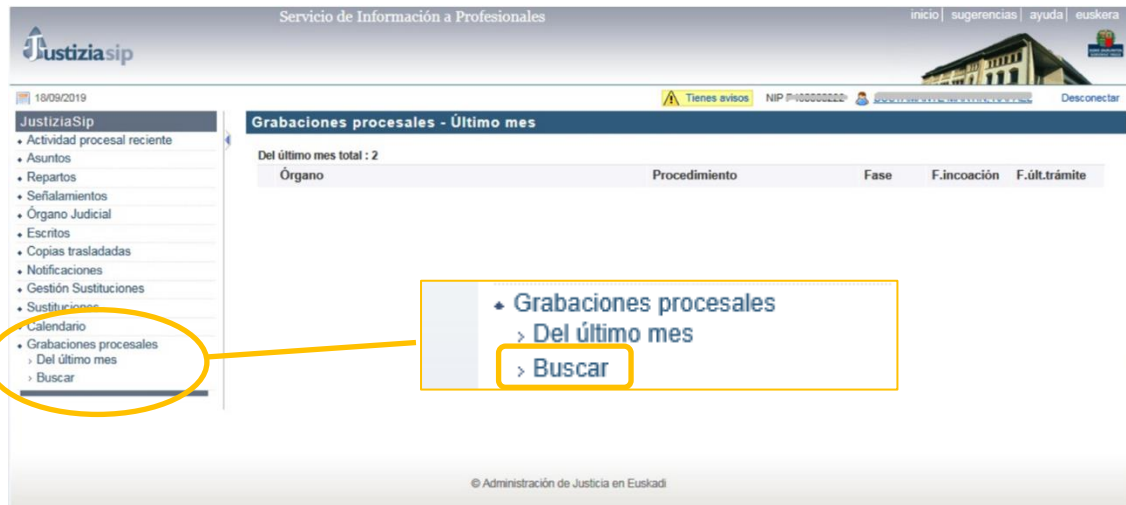 Servicio de Información a Profesionales
inicio| sugerencias| ayuda| euskera
Justiziasip
18/09/2019
Tienes avisos NIP Desconectar
JustiziaSip
Grabaciones procesales - Último mes
Actividad procesal reciente
Asuntos
Repartos
Señalamientos
Órgano Judicial
Escritos
Copias trasladadas
Notificaciones
Gestión Sustituciones
Sustituciones
Calendario
Grabaciones procesales
› Del último mes
› Buscar
Del último mes total : 2
Órgano Procedimiento Fase F.incoación F.últ.trámite
Grabaciones procesales
› Del último mes
› Buscar
© Administración de Justicia en Euskadi